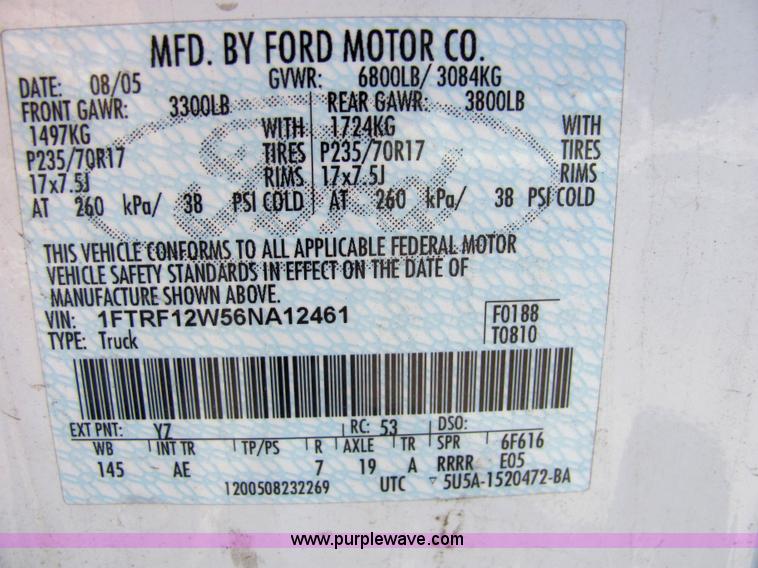 MFD. BY FORD MOTOR CO.
DATE: 08/05 GVWR: 6800LB/ 3084KG
FRONT GAWR: 3300LB REAR GAWR: 3800LB
1497KG WITH 1724KG WITH
P235/70R17 TIRES P235/70R17 TIRES
17x7.5J RIMS 17x7.5J RIMS
AT 260 kPa/ 38 PSI COLD AT 260 kPa/ 38 PSI COLD
THIS VEHICLE CONFORMS TO ALL APPLICABLE FEDERAL MOTOR
VEHICLE SAFETY STANDARDS IN EFFECT ON THE DATE OF
MANUFACTURE SHOWN ABOVE.
VIN: 1FTRF12W56NA12461 F0188
TYPE: Truck T0810
EXT PNT: YZ RC: 53 DSO:
WB INT TR TP/PS R AXLE TR SPR 6F616
145 AE 7 19 A RRRR E05
1200508232269 UTC 5U5A-1520472-BA
www.purplewave.com